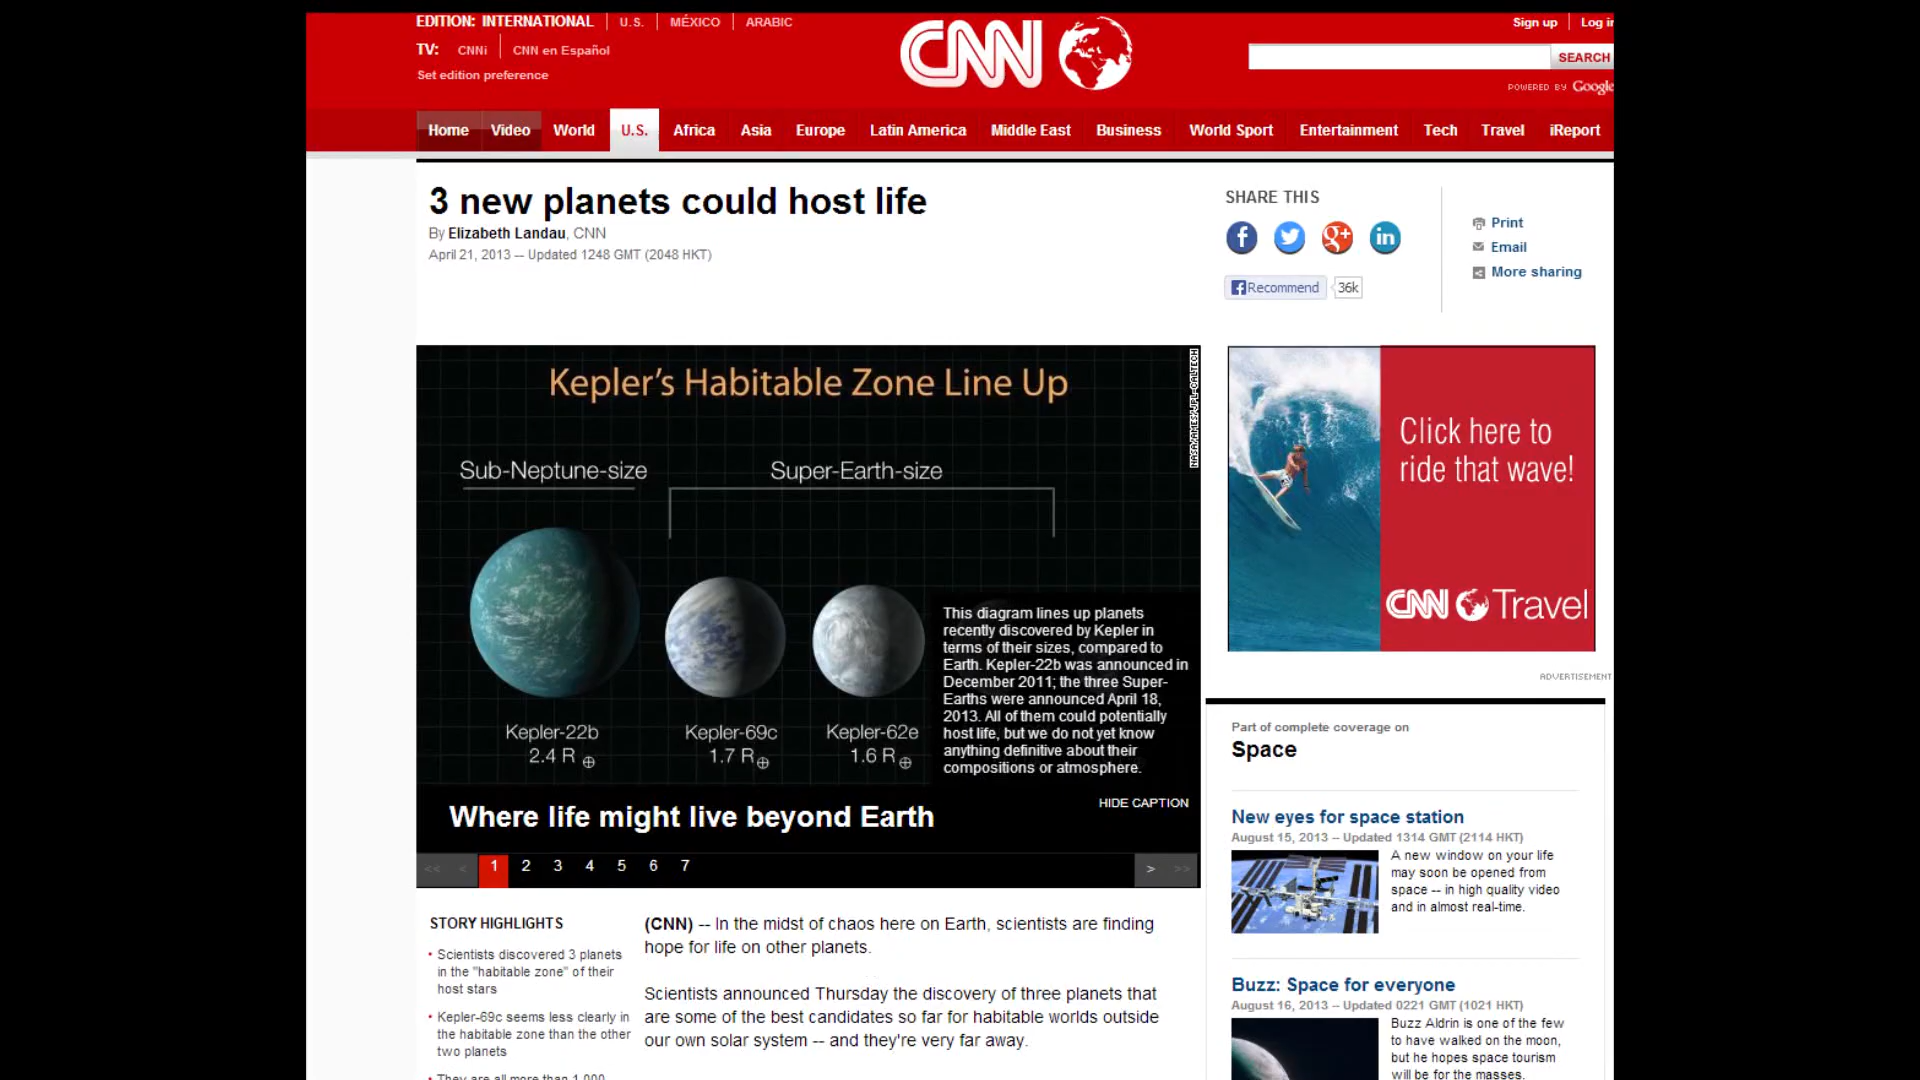 EDITION: INTERNATIONAL U.S. MÉXICO ARABIC
TV: CNNi CNN en Español
Set edition preference
CNN
Sign up Log in
SEARCH
POWERED BY Google
Home Video World U.S. Africa Asia Europe Latin America Middle East Business World Sport Entertainment Tech Travel iReport
3 new planets could host life
By Elizabeth Landau, CNN
April 21, 2013 -- Updated 1248 GMT (2048 HKT)
SHARE THIS
Print
Email
More sharing
Recommend 36k
Kepler's Habitable Zone Line Up
NASA/AMES/JPL-CALTECH
Sub-Neptune-size Super-Earth-size
Kepler-22b Kepler-69c Kepler-62e
2.4 R⊕ 1.7 R⊕ 1.6 R⊕
This diagram lines up planets
recently discovered by Kepler in
terms of their sizes, compared to
Earth. Kepler-22b was announced in
December 2011; the three Super-
Earths were announced April 18,
2013. All of them could potentially
host life, but we do not yet know
anything definitive about their
compositions or atmosphere.
HIDE CAPTION
Where life might live beyond Earth
<< < 1 2 3 4 5 6 7 > >>
STORY HIGHLIGHTS
• Scientists discovered 3 planets
in the "habitable zone" of their
host stars
• Kepler-69c seems less clearly in
the habitable zone than the other
two planets
• They are all more than 1,000
(CNN) -- In the midst of chaos here on Earth, scientists are finding
hope for life on other planets.
Scientists announced Thursday the discovery of three planets that
are some of the best candidates so far for habitable worlds outside
our own solar system -- and they're very far away.
Click here to
ride that wave!
CNN Travel
ADVERTISEMENT
Part of complete coverage on
Space
New eyes for space station
August 15, 2013 -- Updated 1314 GMT (2114 HKT)
A new window on your life
may soon be opened from
space -- in high quality video
and in almost real-time.
Buzz: Space for everyone
August 16, 2013 -- Updated 0221 GMT (1021 HKT)
Buzz Aldrin is one of the few
to have walked on the moon,
but he hopes space tourism
will be for the masses.